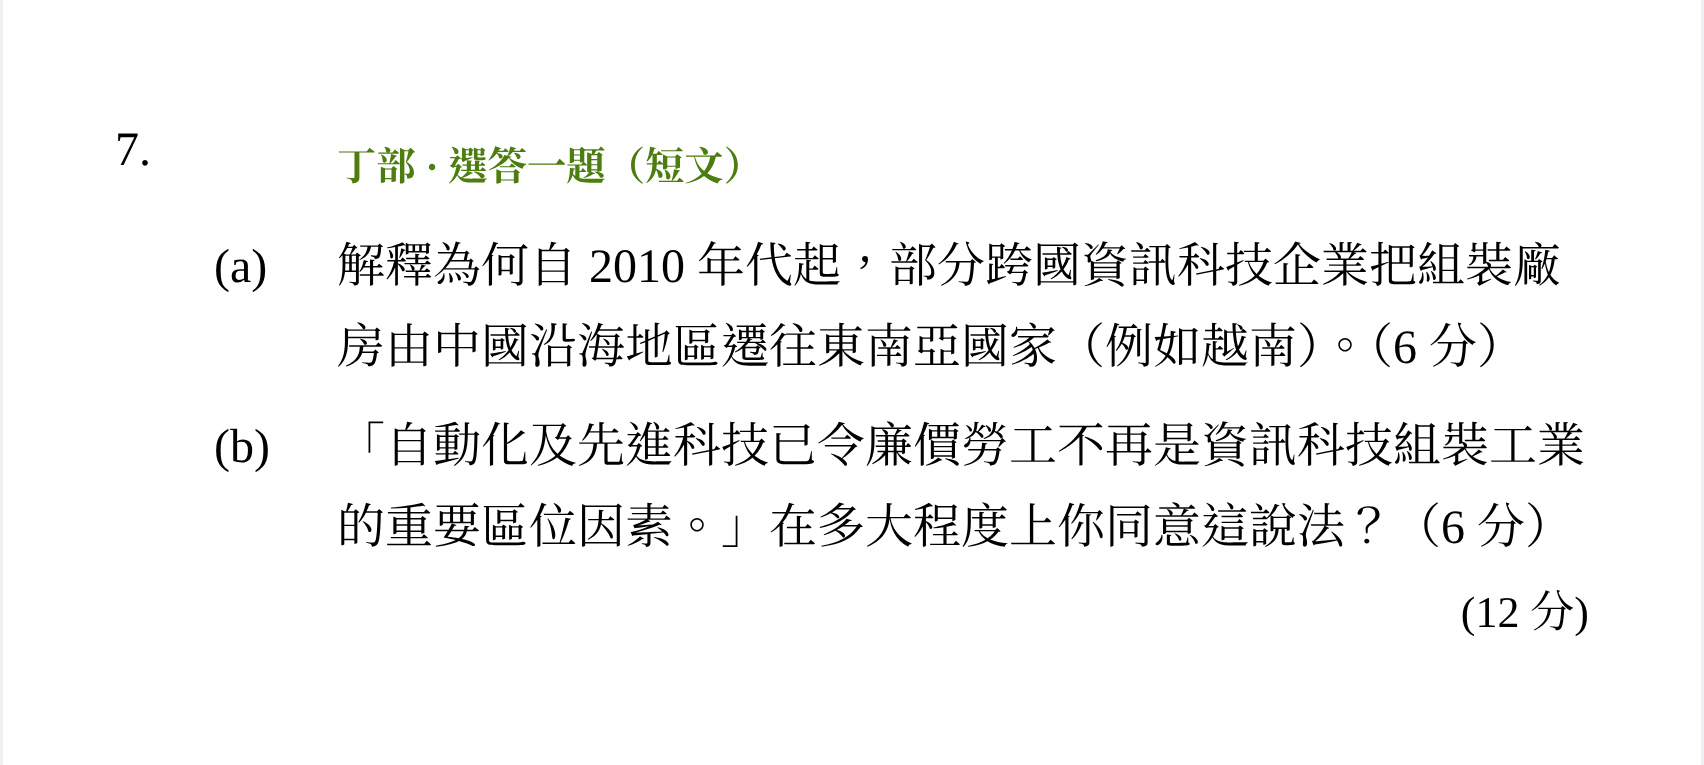 7.
丁部 · 選答一題（短文）
(a) 解釋為何自 2010 年代起，部分跨國資訊科技企業把組裝廠
房由中國沿海地區遷往東南亞國家（例如越南）。（6 分）
(b) 「自動化及先進科技已令廉價勞工不再是資訊科技組裝工業
的重要區位因素。」在多大程度上你同意這說法？（6 分）
(12 分)